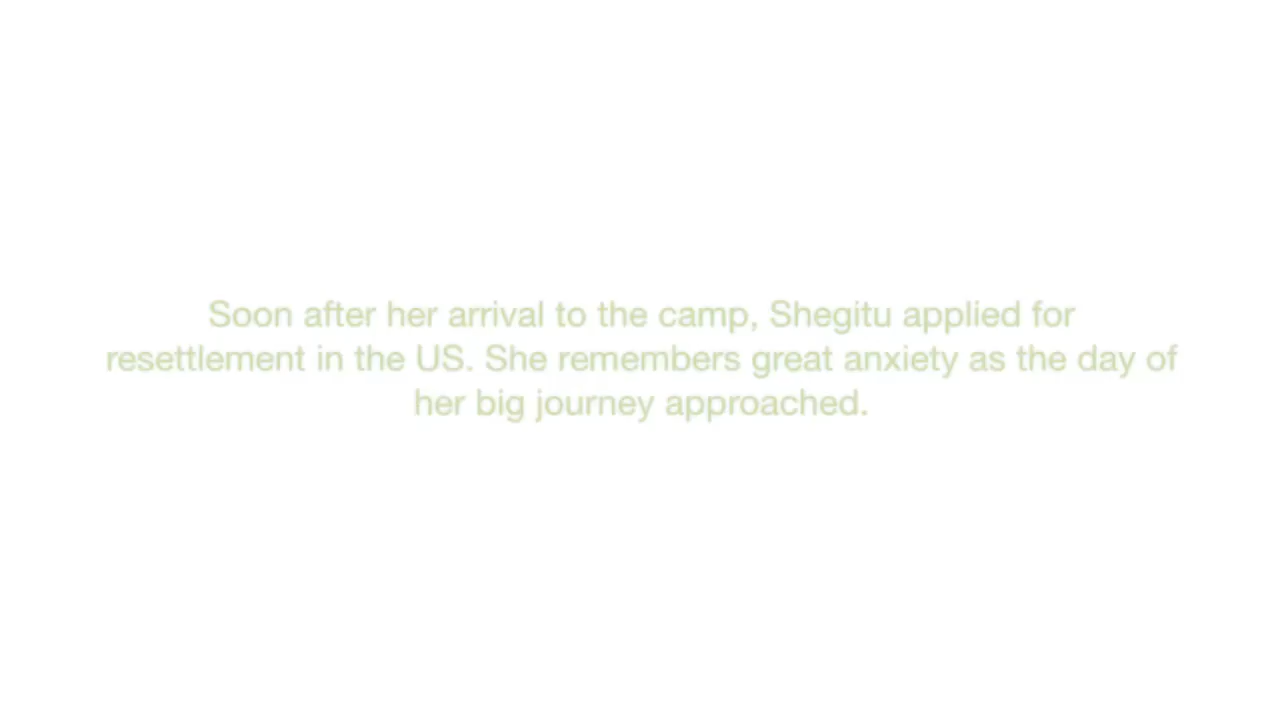 Soon after her arrival to the camp, Shegitu applied for
resettlement in the US. She remembers great anxiety as the day of
her big journey approached.